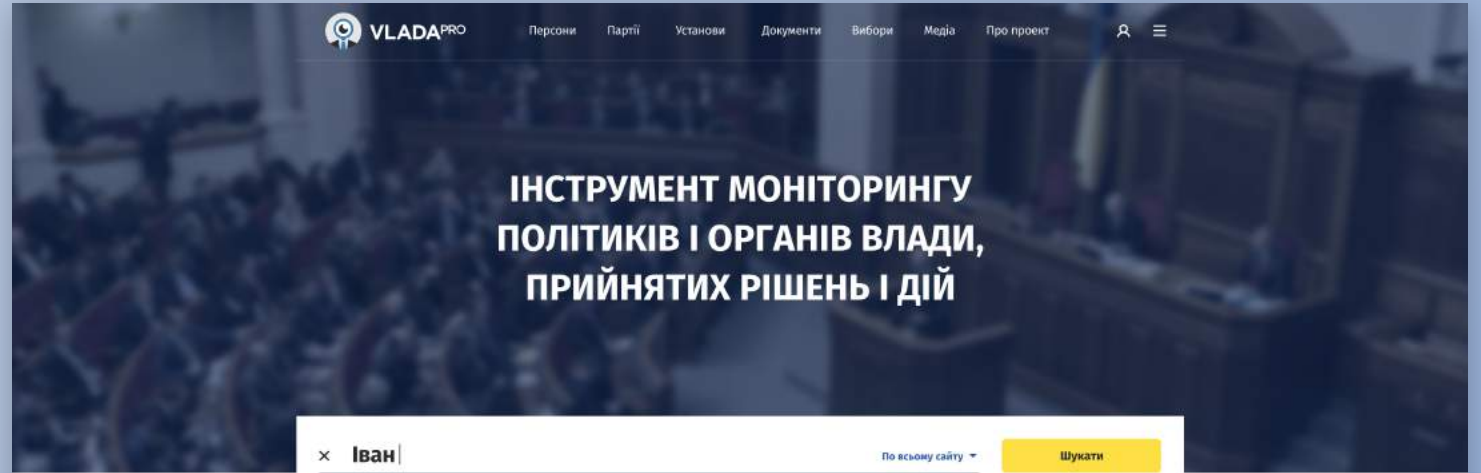 VLADAPRO
Персони Партії Установи Документи Вибори Медіа Про проект
ІНСТРУМЕНТ МОНІТОРИНГУ
ПОЛІТИКІВ І ОРГАНІВ ВЛАДИ,
ПРИЙНЯТИХ РІШЕНЬ І ДІЙ
Іван По всьому сайту Шукати